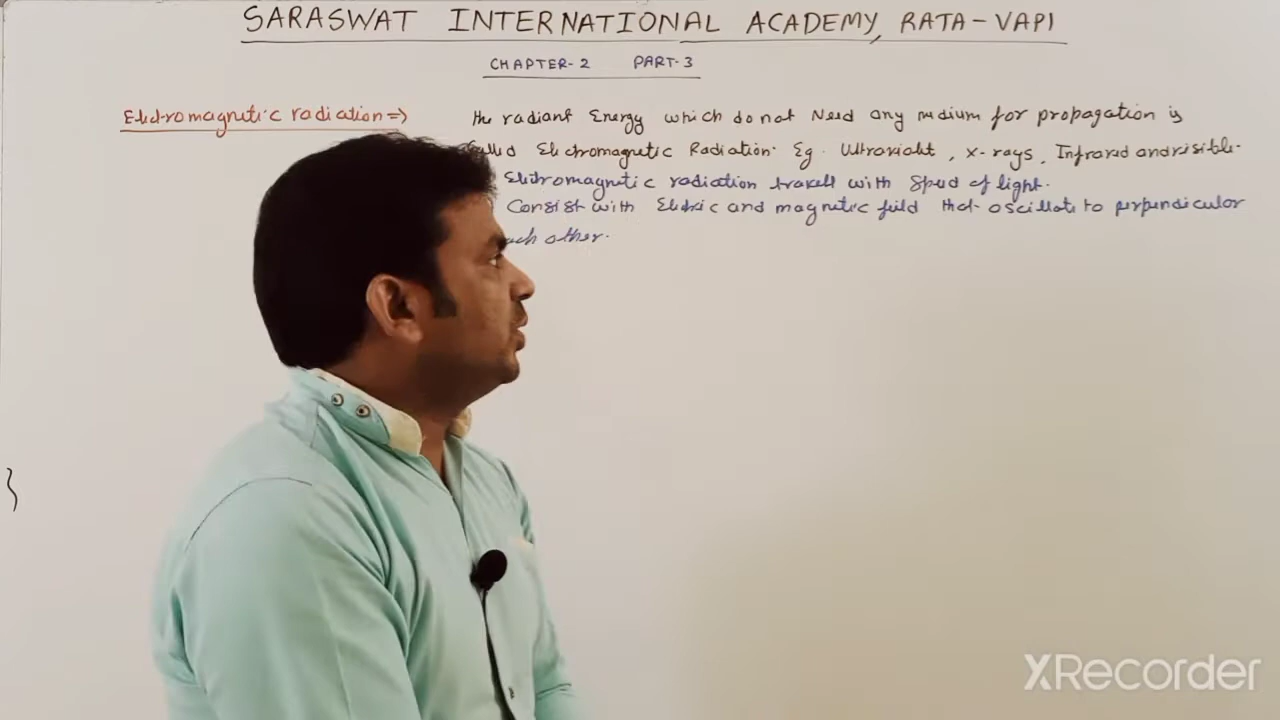 SARASWAT INTERNATIONAL ACADEMY, RATA-VAPI
CHAPTER-2 PART-3
Electromagnetic radiation => The radiant Energy which do not Need any medium for propagation is
called Electromagnetic Radiation. Eg. Ultraviolet, x-rays, Infrared and visible.
Electromagnetic radiation travell with Speed of light.
Consist with Electric and magnetic field that oscillate to perpendicular
each other.
XRecorder